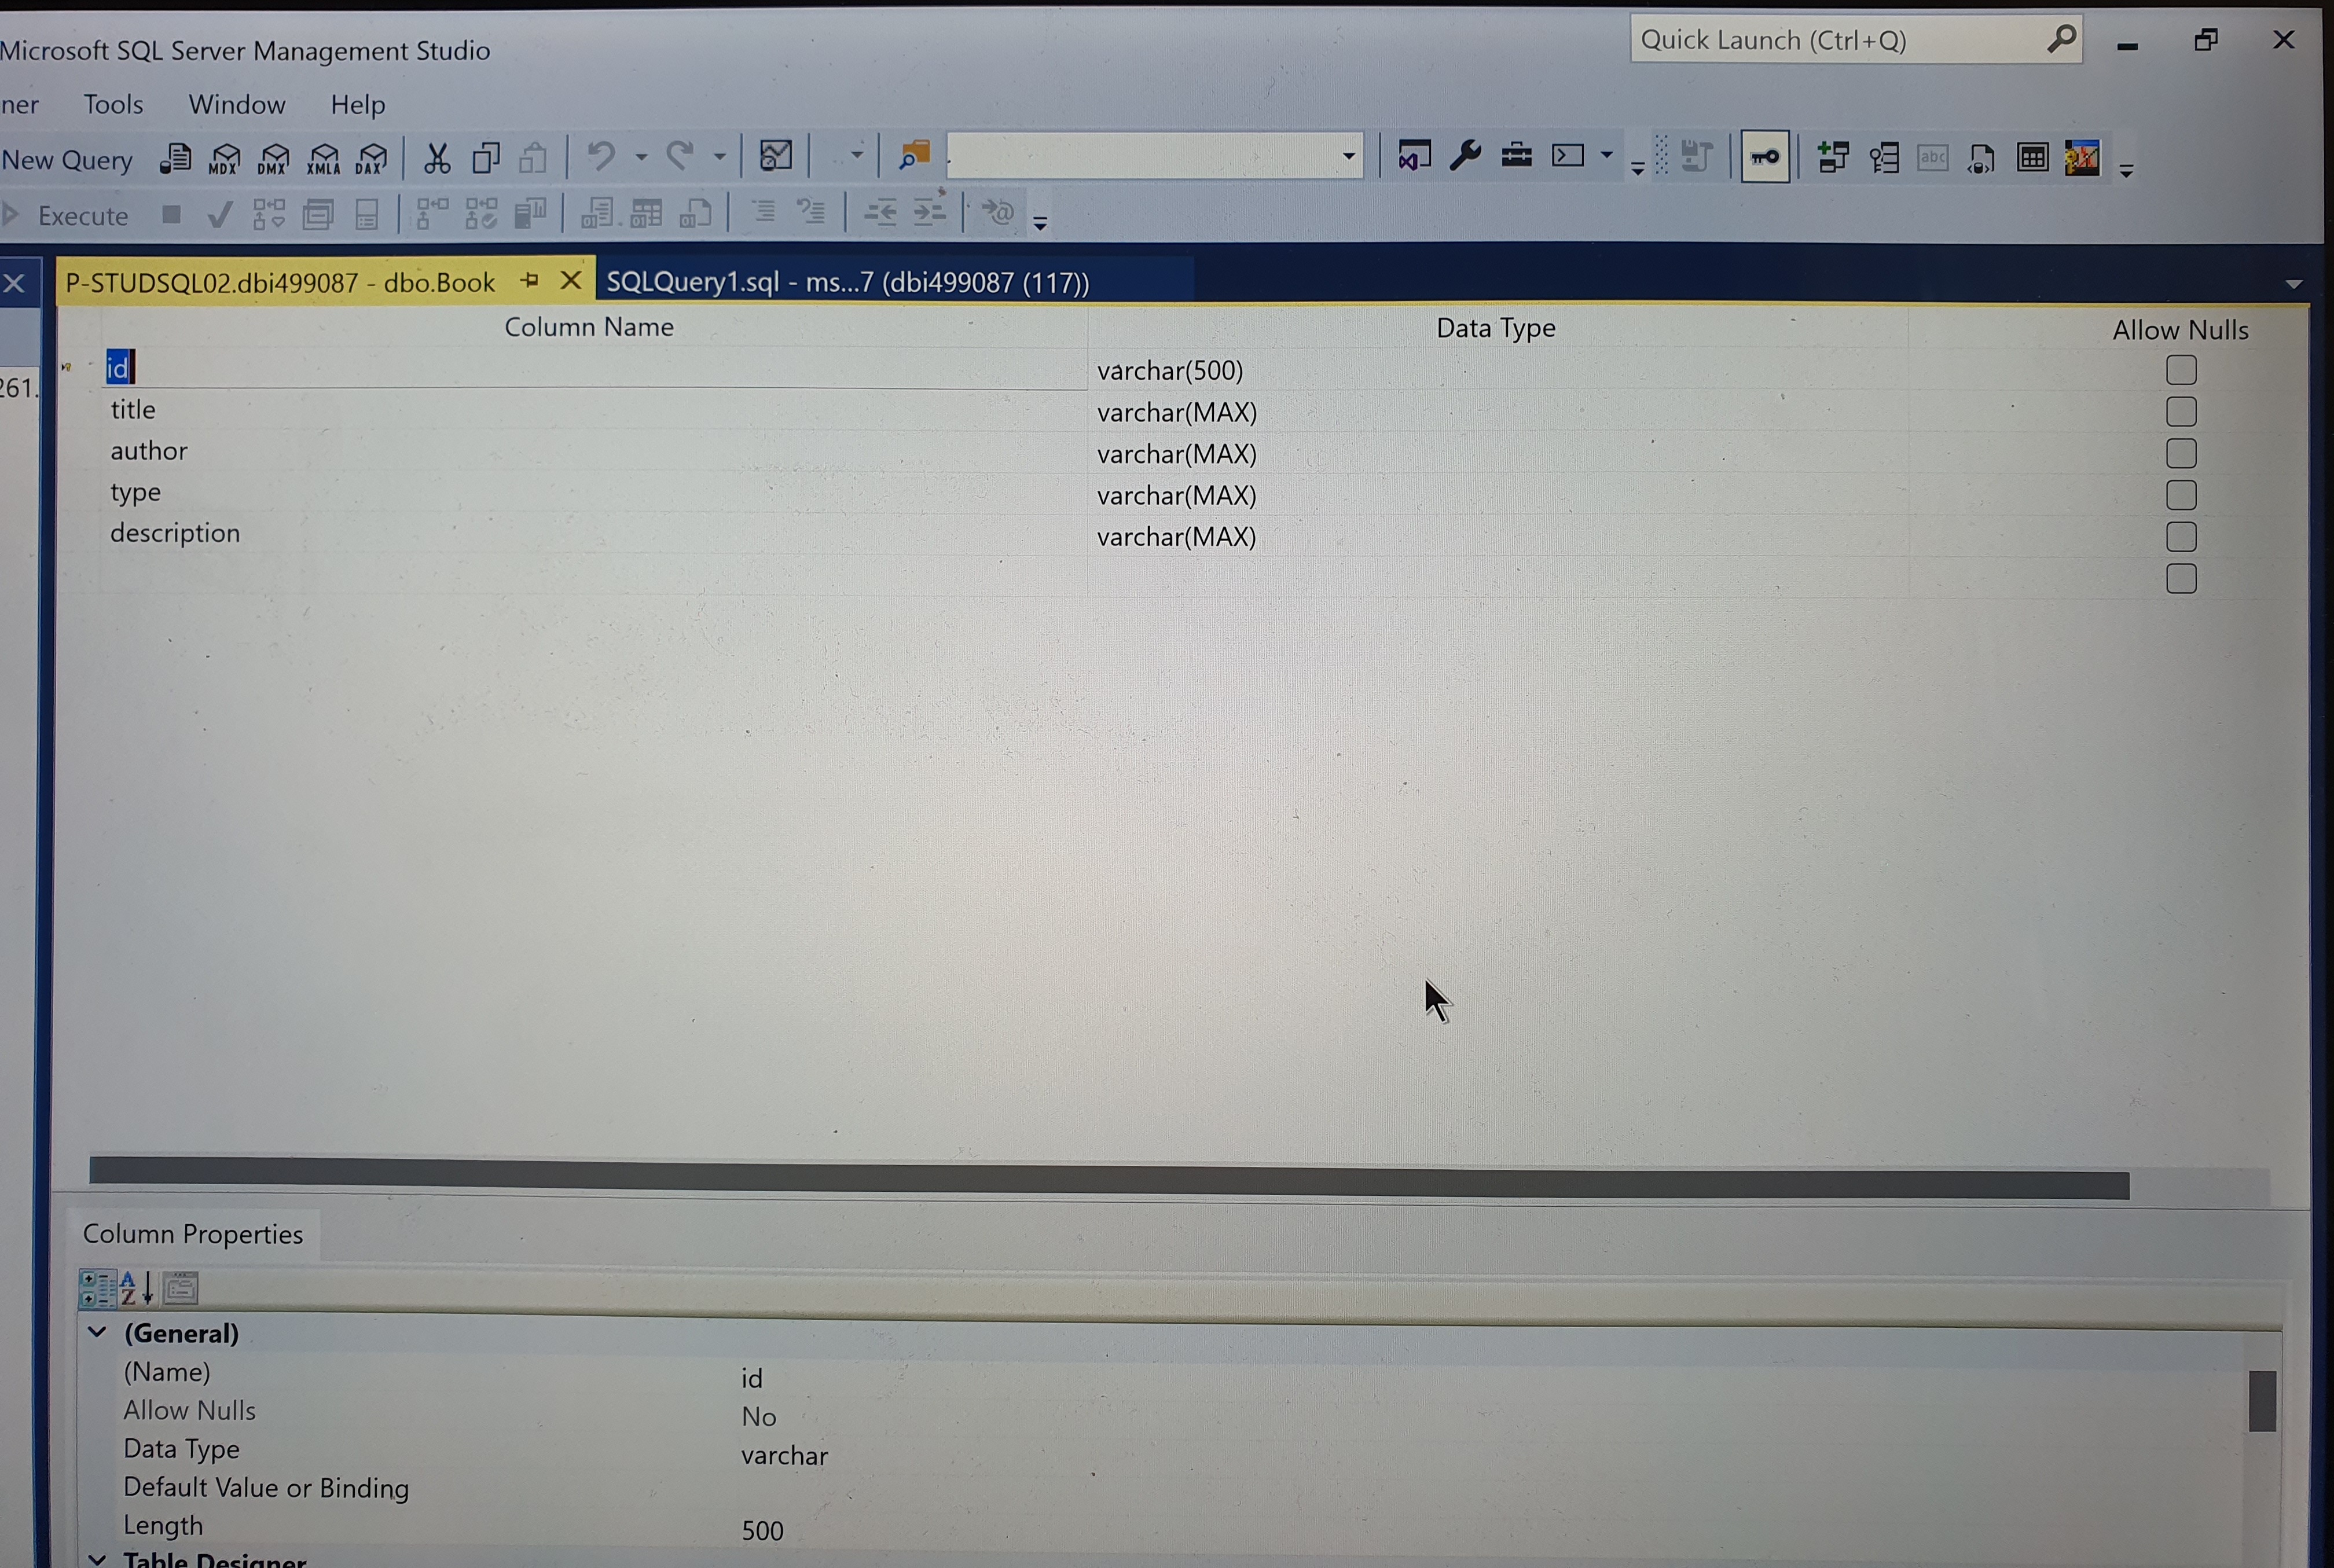 Microsoft SQL Server Management Studio
Quick Launch (Ctrl+Q)
ner Tools Window Help
New Query MDX DMX XMLA DAX
abc
Execute
P-STUDSQL02.dbi499087 - dbo.Book
SQLQuery1.sql - ms...7 (dbi499087 (117))
Column Name Data Type Allow Nulls
id varchar(500)
261.
title varchar(MAX)
author varchar(MAX)
type varchar(MAX)
description varchar(MAX)
Column Properties
(General)
(Name) id
Allow Nulls No
Data Type varchar
Default Value or Binding
Length 500
Table Designer